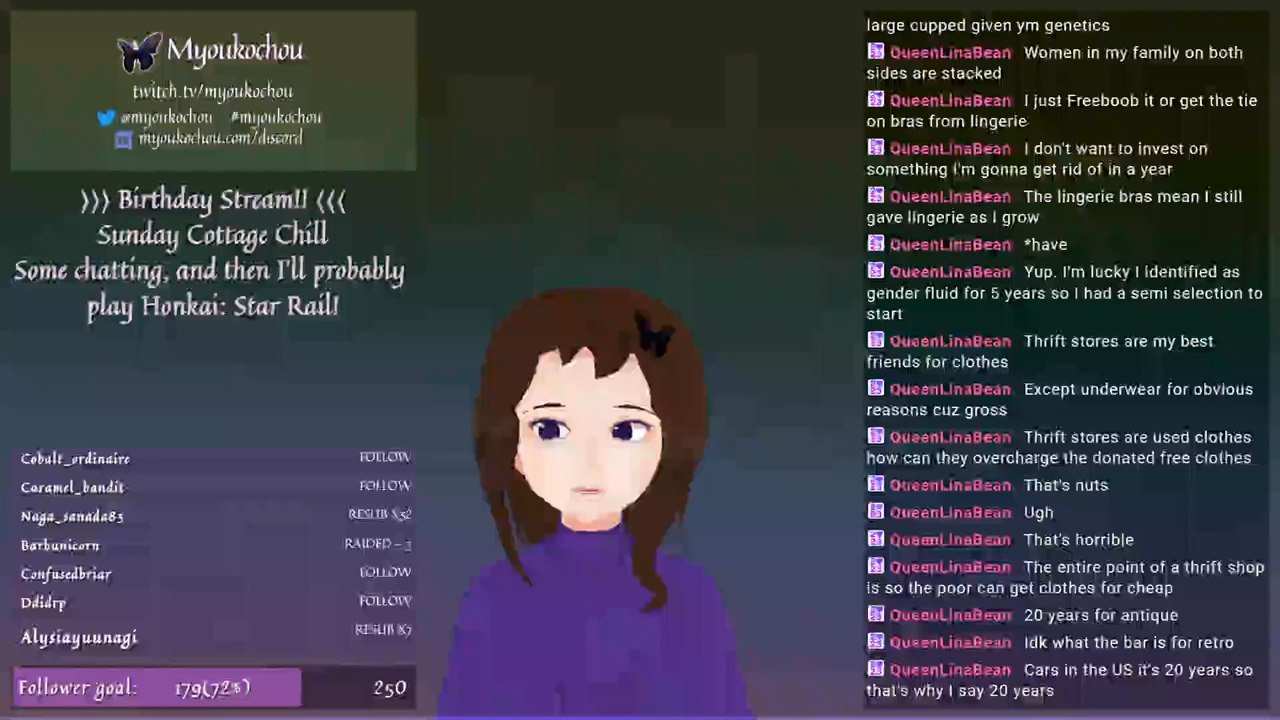 Myoukochou
twitch.tv/myoukochou
@myoukochou #myoukochou
myoukochou.com/discord
⟩⟩⟩ Birthday Stream!! ⟨⟨⟨
Sunday Cottage Chill
Some chatting, and then I'll probably
play Honkai: Star Rail!
Cobalt_ordinaire FOLLOW
Caramel_bandit FOLLOW
Naga_sanada85 RESUB X32
Barbunicorn RAIDED - 3
Confusedbriar FOLLOW
Ddidrp FOLLOW
Alysiayuunagi RESUB X7
Follower goal: 179(72%) 250
large cupped given ym genetics
QueenLinaBean Women in my family on both
sides are stacked
QueenLinaBean I just Freeboob it or get the tie
on bras from lingerie
QueenLinaBean I don't want to invest on
something I'm gonna get rid of in a year
QueenLinaBean The lingerie bras mean I still
gave lingerie as I grow
QueenLinaBean *have
QueenLinaBean Yup. I'm lucky I identified as
gender fluid for 5 years so I had a semi selection to
start
QueenLinaBean Thrift stores are my best
friends for clothes
QueenLinaBean Except underwear for obvious
reasons cuz gross
QueenLinaBean Thrift stores are used clothes
how can they overcharge the donated free clothes
QueenLinaBean That's nuts
QueenLinaBean Ugh
QueenLinaBean That's horrible
QueenLinaBean The entire point of a thrift shop
is so the poor can get clothes for cheap
QueenLinaBean 20 years for antique
QueenLinaBean Idk what the bar is for retro
QueenLinaBean Cars in the US it's 20 years so
that's why I say 20 years